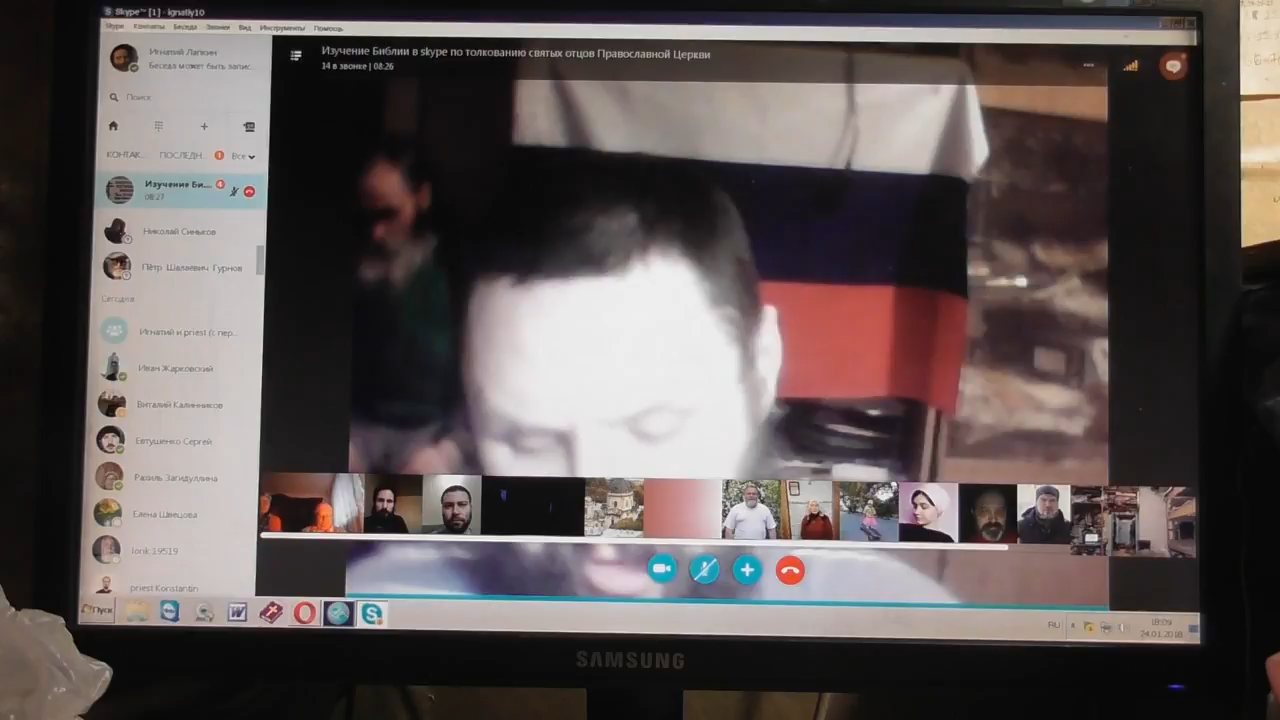 Skype™ [1] - ignatiy10
Skype Контакты Беседа Звонки Вид Инструменты Помощь
Игнатий Лапкин
Беседа может быть запис...
Поиск
КОНТАК... ПОСЛЕДН... 1 Все
Изучение Би... 4
08:27
Николай Синьков
Пётр Шалаевич Гурнов
Сегодня
Игнатий и priest (с пер...
Иван Жарковский
Виталий Калинников
Евтушенко Сергей
Рахиль Загидуллина
Елена Швецова
priest Konstantin
Изучение Библии в skype по толкованию святых отцов Православной Церкви
14 в звонке | 08:26
Пуск
RU
18:09
24.01.2018
SAMSUNG